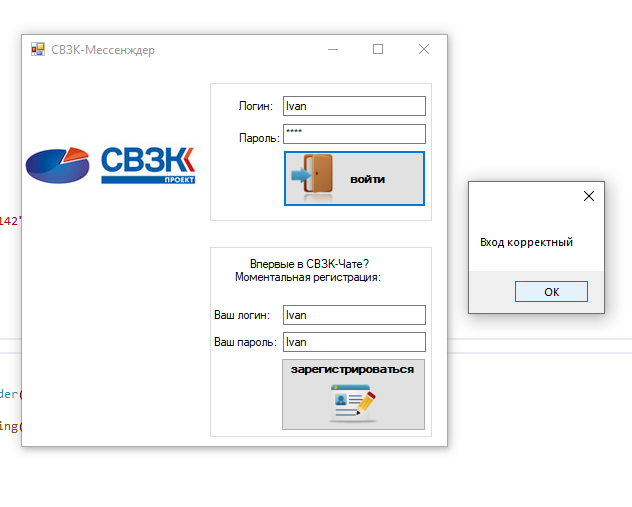 СВЗК-Мессенждер
Логин: Ivan
Пароль: ****
войти
СВЗК
ПРОЕКТ
142"
Вход корректный
OK
Впервые в СВЗК-Чате?
Моментальная регистрация:
Ваш логин: Ivan
Ваш пароль: Ivan
зарегистрироваться
der(
ing(